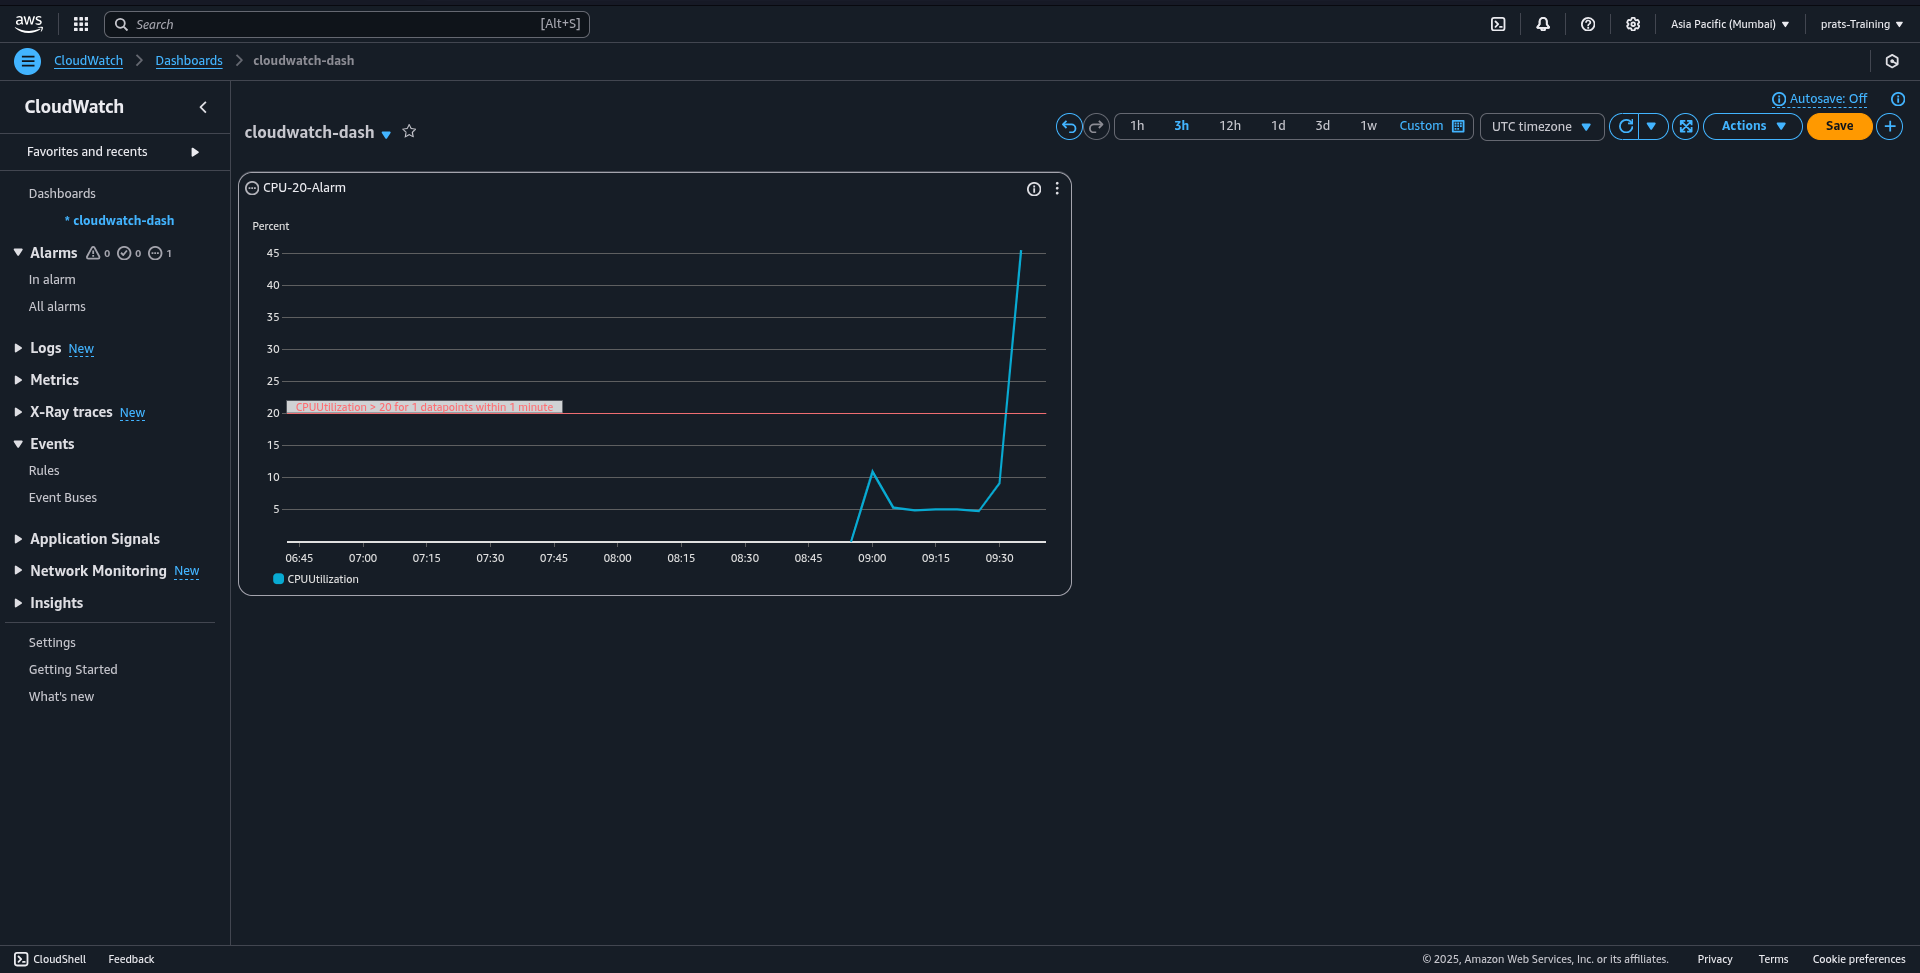 aws
Search [Alt+S]
Asia Pacific (Mumbai)
prats-Training
CloudWatch
Dashboards
cloudwatch-dash
CloudWatch
Favorites and recents
Dashboards
* cloudwatch-dash
Alarms 0 0 1
In alarm
All alarms
Logs New
Metrics
X-Ray traces New
Events
Rules
Event Buses
Application Signals
Network Monitoring New
Insights
Settings
Getting Started
What's new
Autosave: Off
cloudwatch-dash
1h 3h 12h 1d 3d 1w Custom
UTC timezone
Actions
Save
CPU-20-Alarm
Percent
45
40
35
30
25
CPUUtilization > 20 for 1 datapoints within 1 minute
20
15
10
5
06:45 07:00 07:15 07:30 07:45 08:00 08:15 08:30 08:45 09:00 09:15 09:30
CPUUtilization
CloudShell
Feedback
© 2025, Amazon Web Services, Inc. or its affiliates.
Privacy
Terms
Cookie preferences